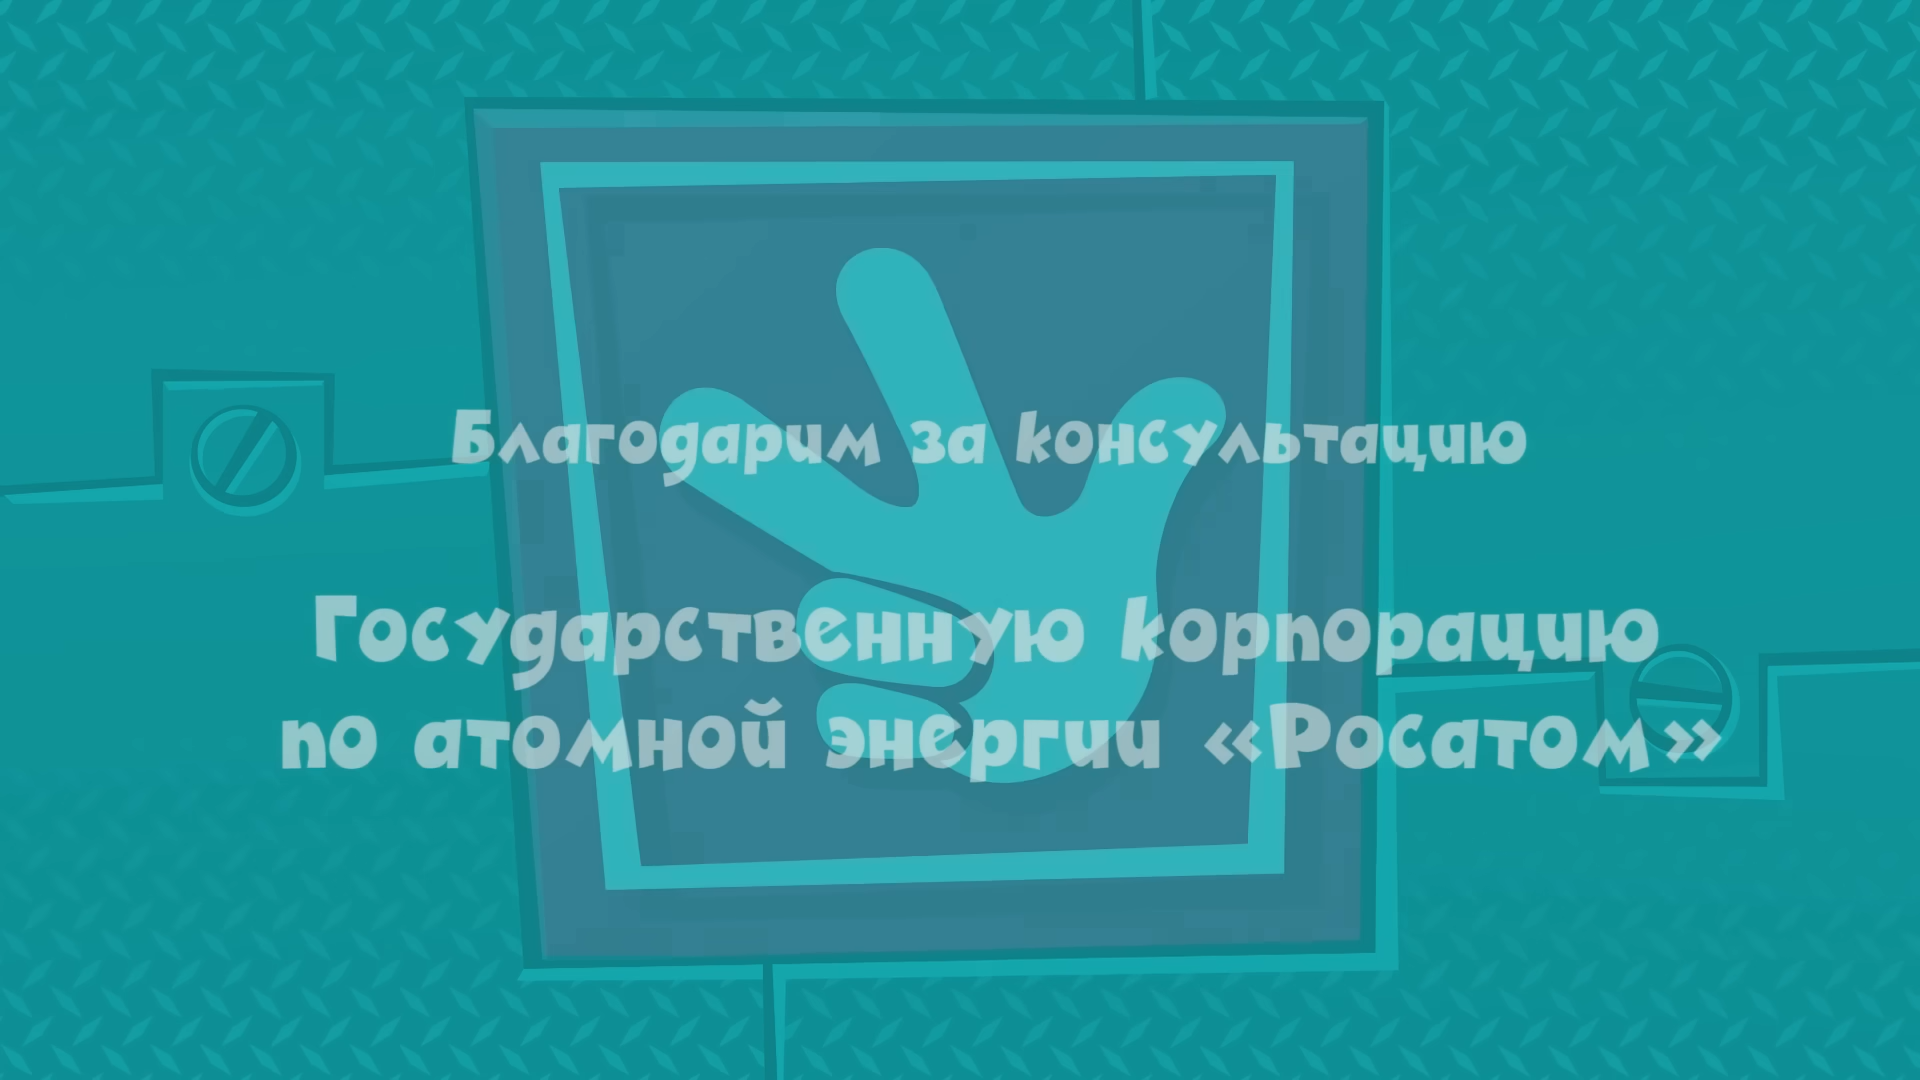 Благодарим за консультацию
Государственную корпорацию
по атомной энергии «Росатом»